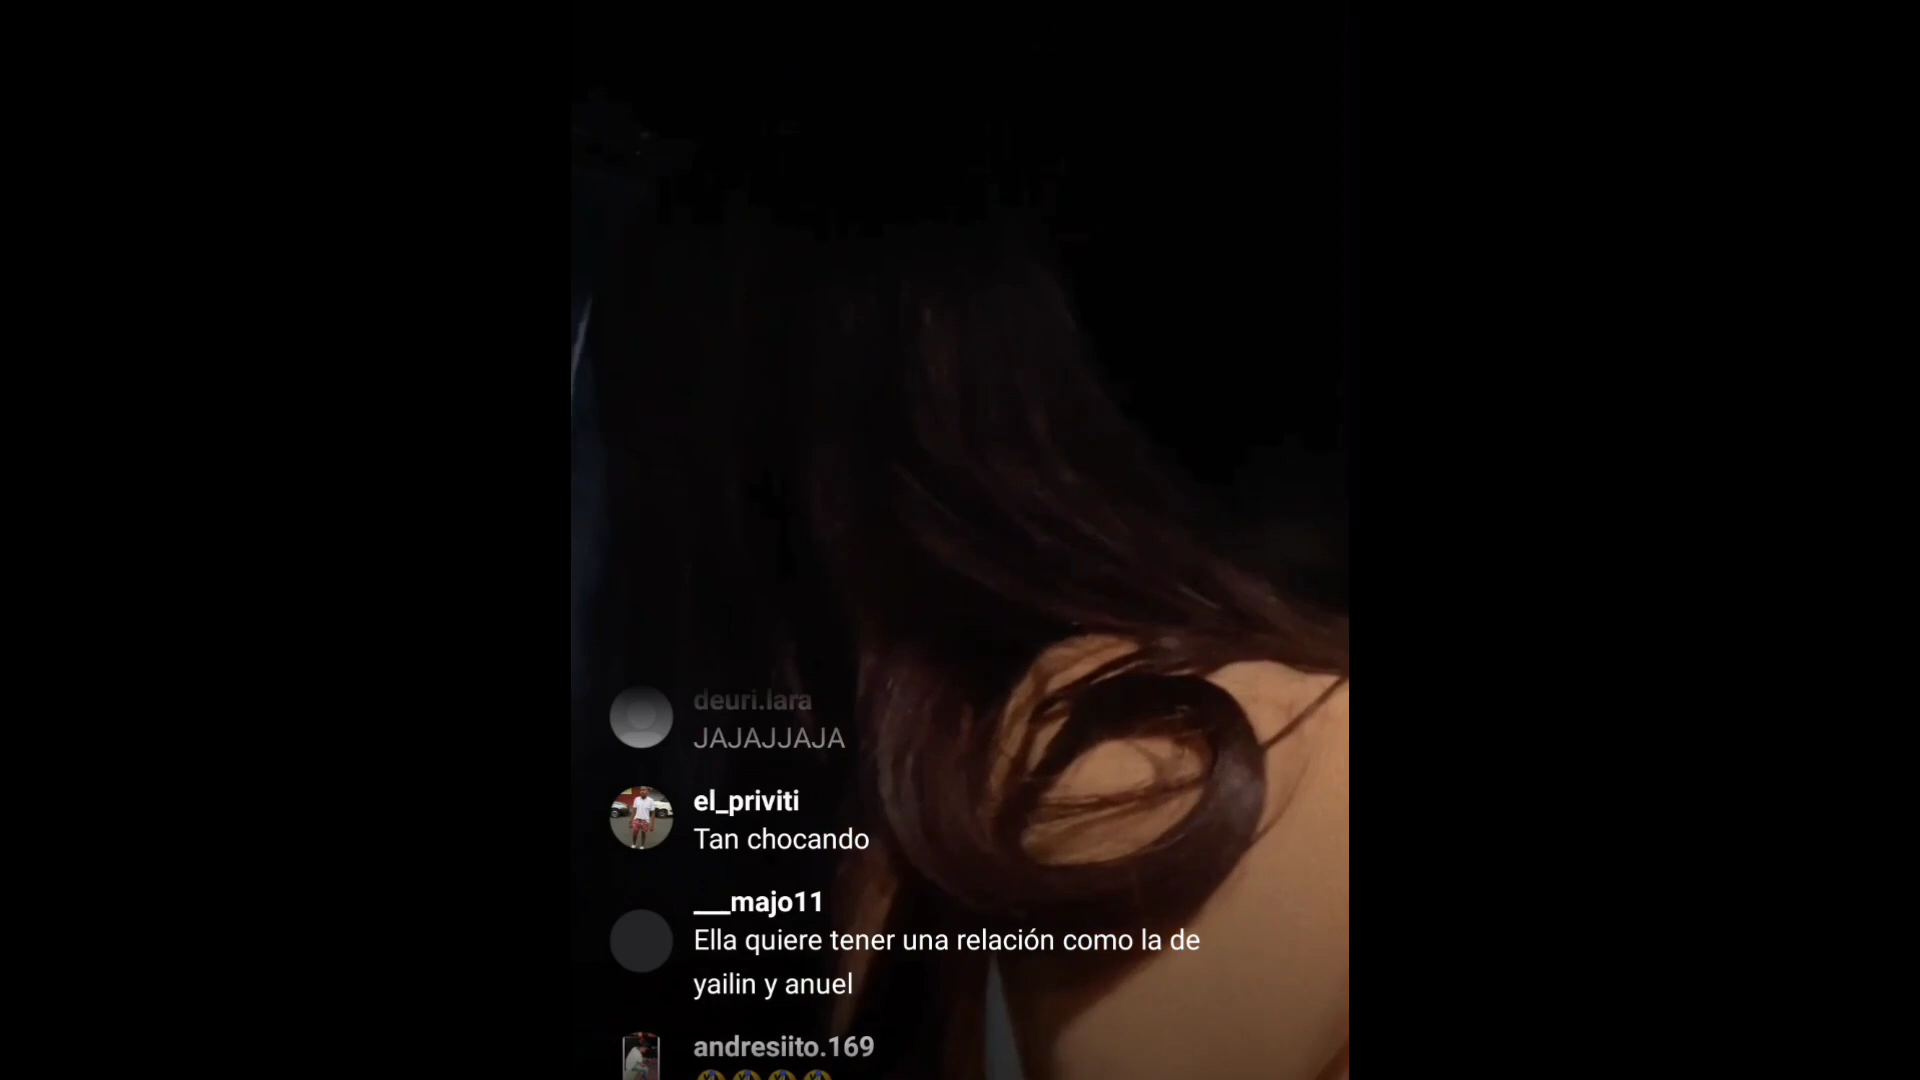 deuri.lara
JAJAJJAJA
el_priviti
Tan chocando
___majo11
Ella quiere tener una relación como la de
yailin y anuel
andresiito.169